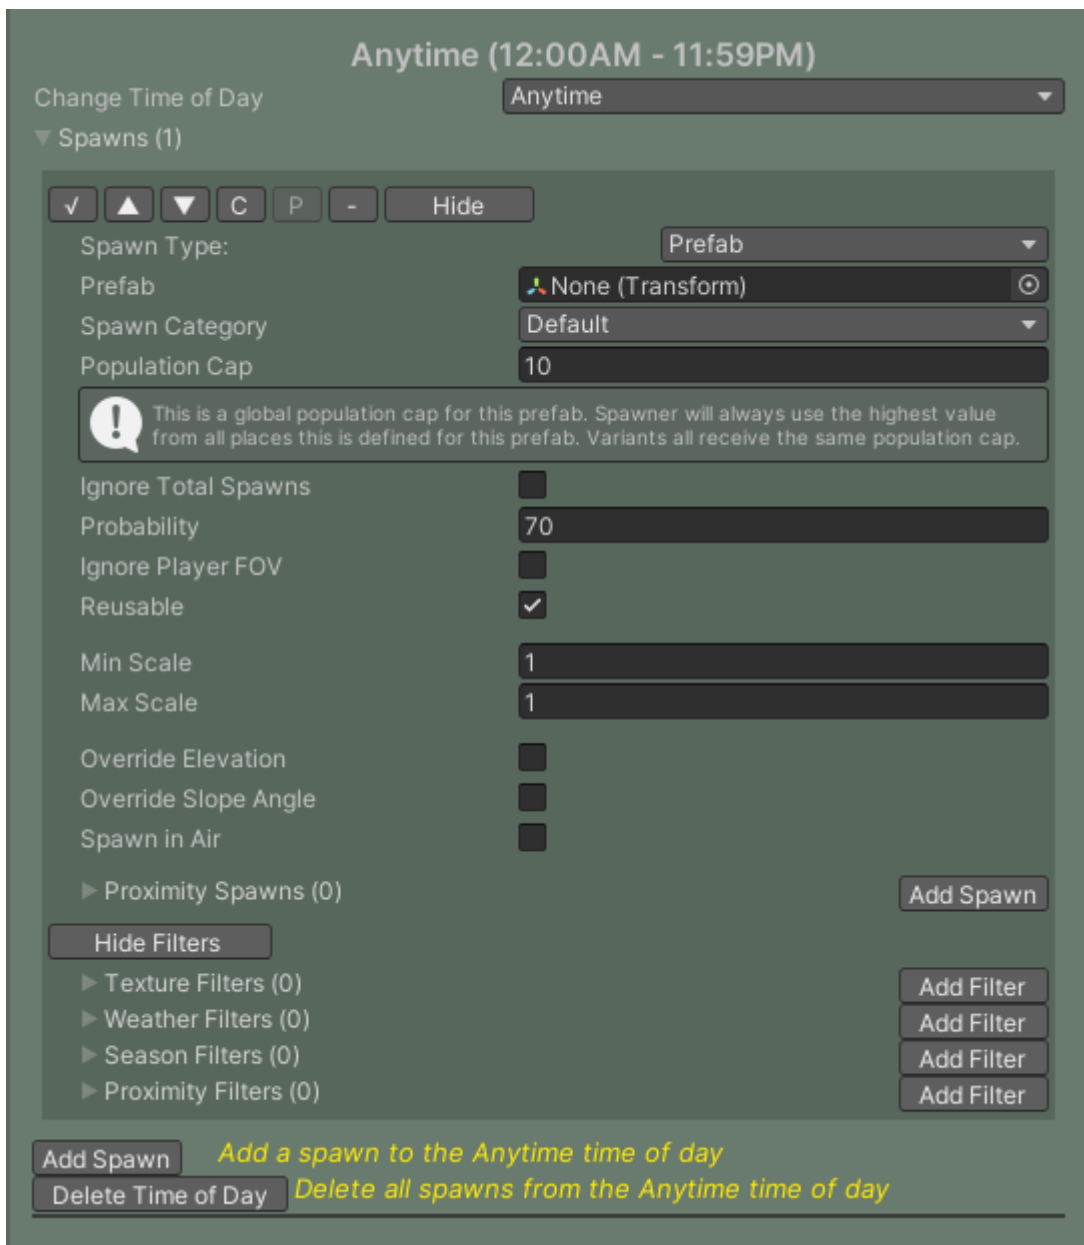 Anytime (12:00AM - 11:59PM)
Change Time of Day Anytime
Spawns (1)
√ ▲ ▼ C P - Hide
Spawn Type: Prefab
Prefab None (Transform)
Spawn Category Default
Population Cap 10
This is a global population cap for this prefab. Spawner will always use the highest value
from all places this is defined for this prefab. Variants all receive the same population cap.
Ignore Total Spawns
Probability 70
Ignore Player FOV
Reusable
Min Scale 1
Max Scale 1
Override Elevation
Override Slope Angle
Spawn in Air
Proximity Spawns (0) Add Spawn
Hide Filters
Texture Filters (0) Add Filter
Weather Filters (0) Add Filter
Season Filters (0) Add Filter
Proximity Filters (0) Add Filter
Add Spawn Add a spawn to the Anytime time of day
Delete Time of Day Delete all spawns from the Anytime time of day